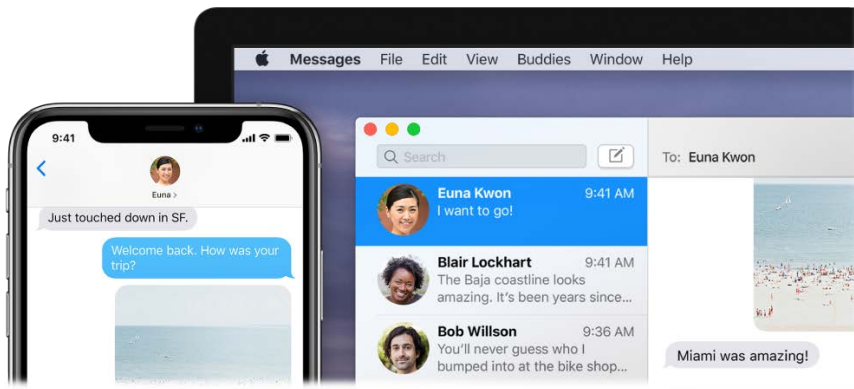 Messages File Edit View Buddies Window Help
9:41
Euna >
Just touched down in SF.
Welcome back. How was your
trip?
Search
To: Euna Kwon
Euna Kwon 9:41 AM
I want to go!
Blair Lockhart 9:41 AM
The Baja coastline looks
amazing. It's been years since...
Bob Willson 9:36 AM
You'll never guess who I
bumped into at the bike shop...
Miami was amazing!